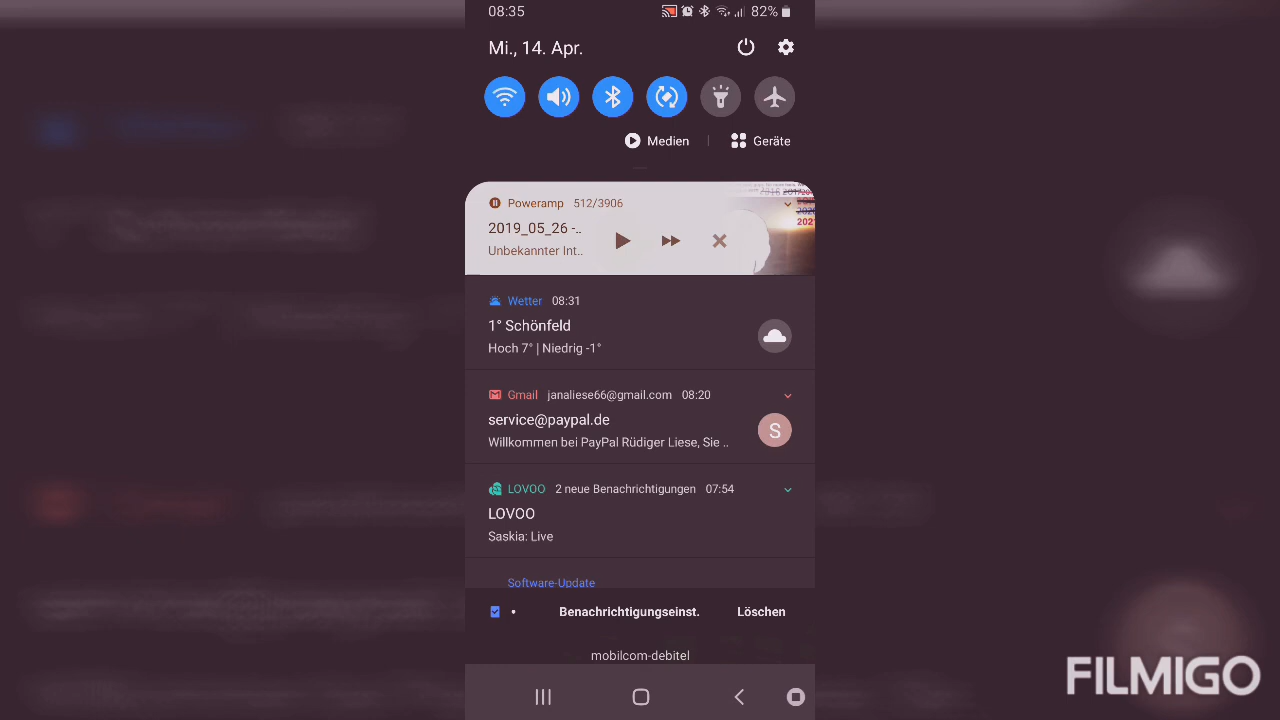 08:35
82%
Mi., 14. Apr.
Medien | Geräte
Poweramp 512/3906
2019_05_26 -..
Unbekannter Int..
2021
Wetter 08:31
1° Schönfeld
Hoch 7° | Niedrig -1°
Gmail janaliese66@gmail.com 08:20
service@paypal.de
Willkommen bei PayPal Rüdiger Liese, Sie ..
S
LOVOO 2 neue Benachrichtigungen 07:54
LOVOO
Saskia: Live
Software-Update
Benachrichtigungseinst. Löschen
mobilcom-debitel
FILMIGO